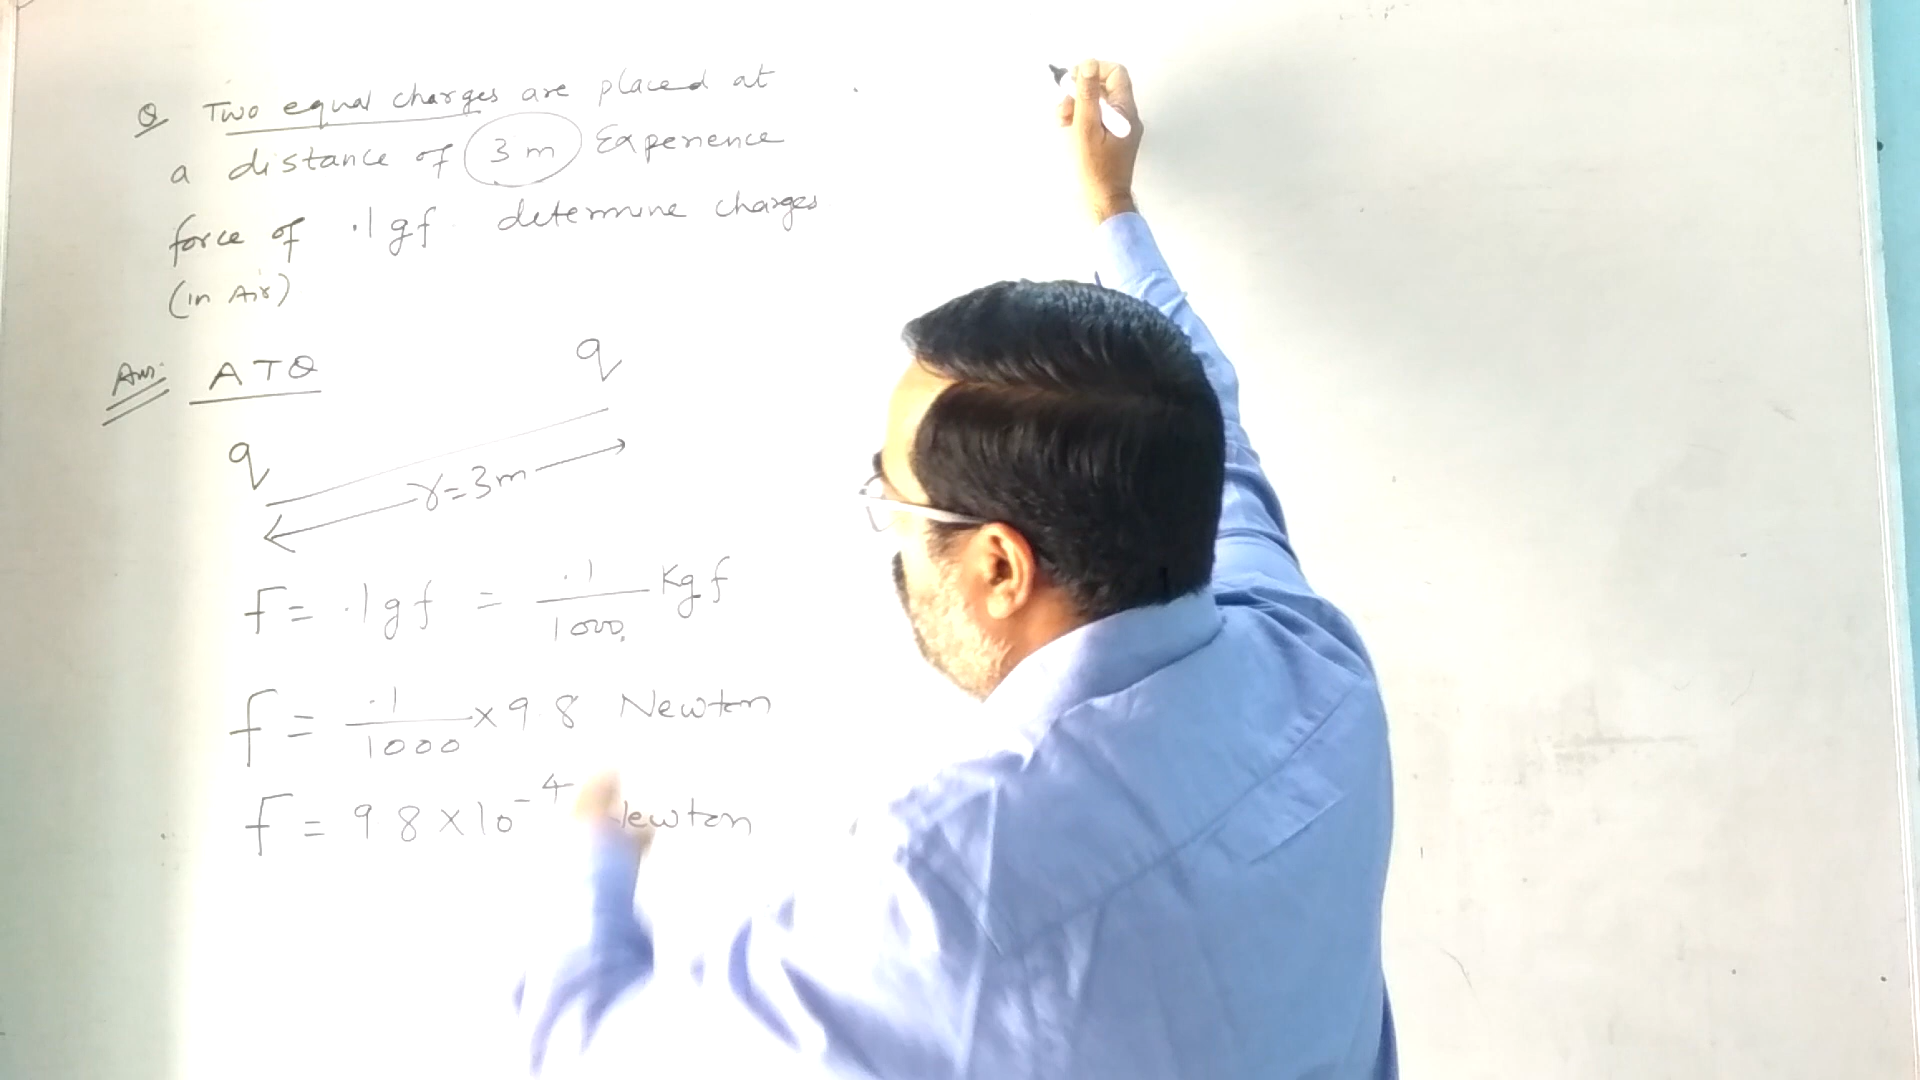 Q Two equal charges are placed at
a distance of 3 m Experience
force of .1 gf determine charges
(in Air)
Ans. ATQ
q
q
r = 3m
F = .1 gf = .1/1000 Kgf
F = .1/1000 × 9.8 Newton
F = 9.8 × 10⁻⁴ Newton